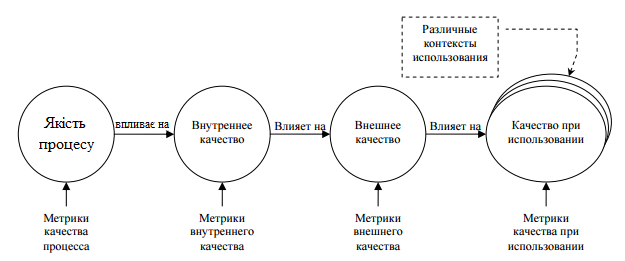 Различные
контексты
использования
Якість
процесу
впливає на
Внутреннее
качество
Влияет на
Внешнее
качество
Влияет на
Качество при
использовании
Метрики
качества
процесса
Метрики
внутреннего
качества
Метрики
внешнего
качества
Метрики
качества при
использовании